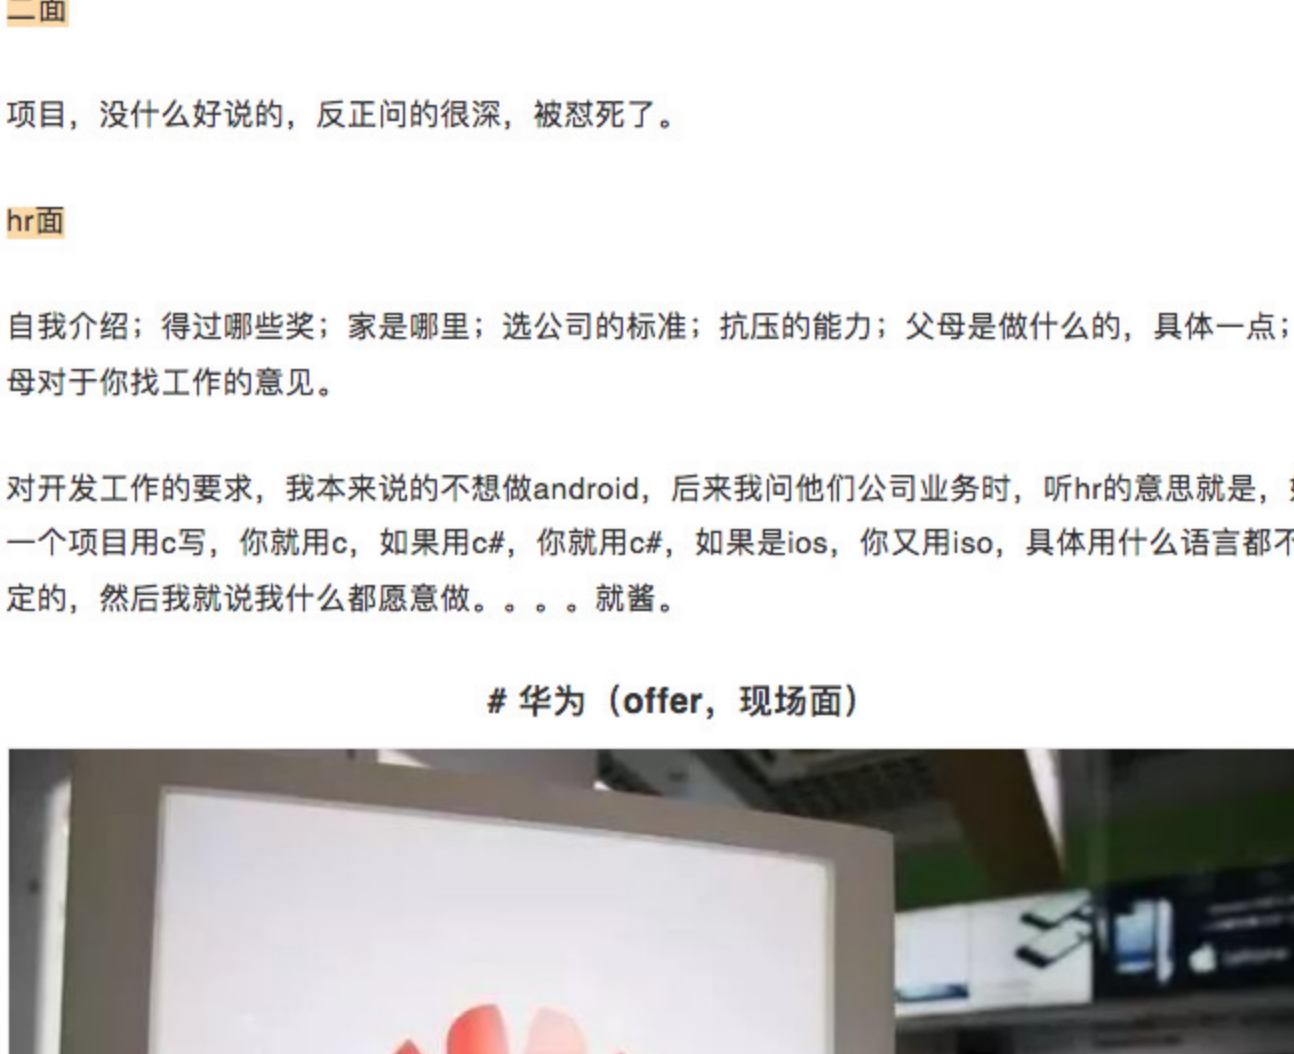 二面
项目，没什么好说的，反正问的很深，被怼死了。
hr面
自我介绍；得过哪些奖；家是哪里；选公司的标准；抗压的能力；父母是做什么的，具体一点；
母对于你找工作的意见。
对开发工作的要求，我本来说的不想做android，后来我问他们公司业务时，听hr的意思就是，
一个项目用c写，你就用c，如果用c#，你就用c#，如果是ios，你又用iso，具体用什么语言都不
定的，然后我就说我什么都愿意做。。。。就酱。
# 华为（offer，现场面）